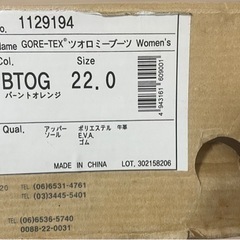 o. 1129194
Name GORE-TEX® ツオロミーブーツ Women's
Col. Size
BTOG 22.0
バーントオレンジ
4943161609001
Qual. アッパー ポリエステル 牛革
ソール E.V.A.
ゴム
MADE IN CHINA LOT, 302158206
20 TEL (06)6531-4761
(03)3445-5401
TEL (06)6536-5740
0088-22-0031